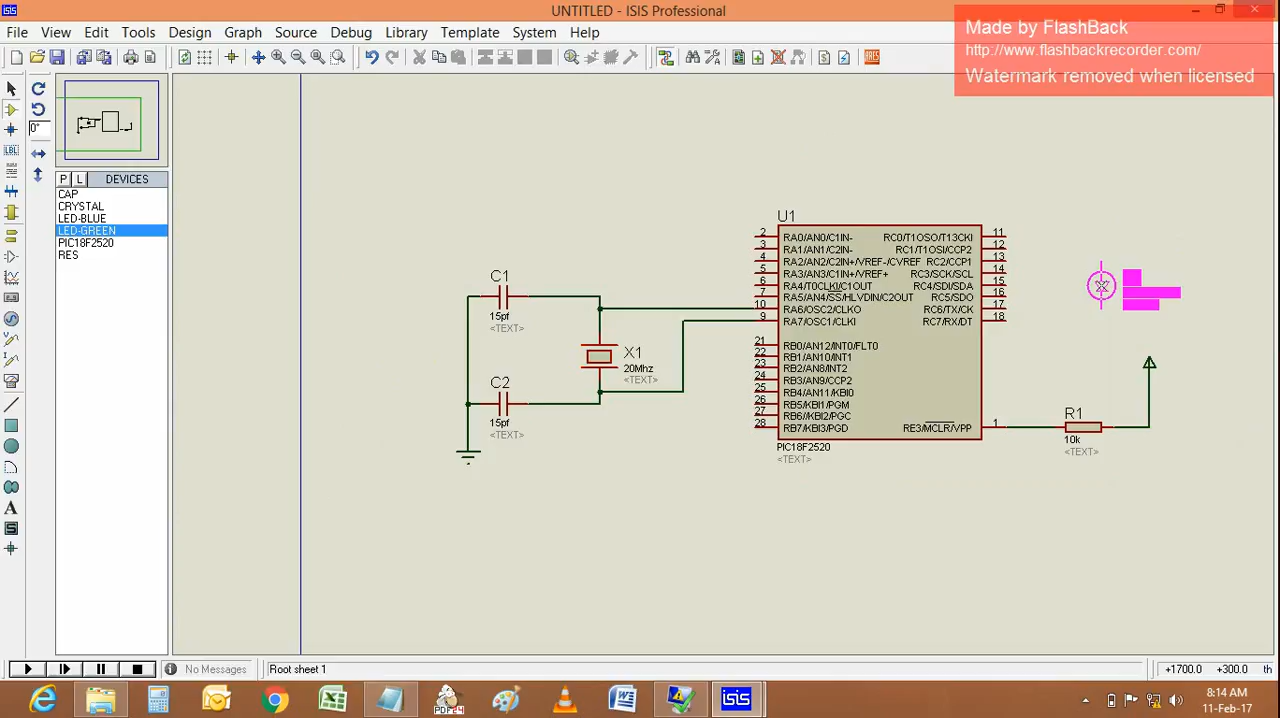 UNTITLED - ISIS Professional
Made by FlashBack
http://www.flashbackrecorder.com/
Watermark removed when licensed
File View Edit Tools Design Graph Source Debug Library Template System Help
LBL
ARES
0°
P L DEVICES
CAP
CRYSTAL
LED-BLUE
LED-GREEN
PIC18F2520
RES
A
C1
15pf
<TEXT>
C2
15pf
<TEXT>
X1
20Mhz
<TEXT>
U1
2 RA0/AN0/C1IN- RC0/T1OSO/T13CKI 11
3 RA1/AN1/C2IN- RC1/T1OSI/CCP2 12
4 RA2/AN2/C2IN+/VREF-/CVREF RC2/CCP1 13
5 RA3/AN3/C1IN+/VREF+ RC3/SCK/SCL 14
6 RA4/T0CLKI/C1OUT RC4/SDI/SDA 15
7 RA5/AN4/SS/HLVDIN/C2OUT RC5/SDO 16
10 RA6/OSC2/CLKO RC6/TX/CK 17
9 RA7/OSC1/CLKI RC7/RX/DT 18
21 RB0/AN12/INT0/FLT0
22 RB1/AN10/INT1
23 RB2/AN8/INT2
24 RB3/AN9/CCP2
25 RB4/AN11/KBI0
26 RB5/KBI1/PGM
27 RB6/KBI2/PGC
28 RB7/KBI3/PGD RE3/MCLR/VPP 1
PIC18F2520
<TEXT>
R1
10k
<TEXT>
No Messages Root sheet 1 +1700.0 +300.0 th
PDF24
isis
8:14 AM
11-Feb-17